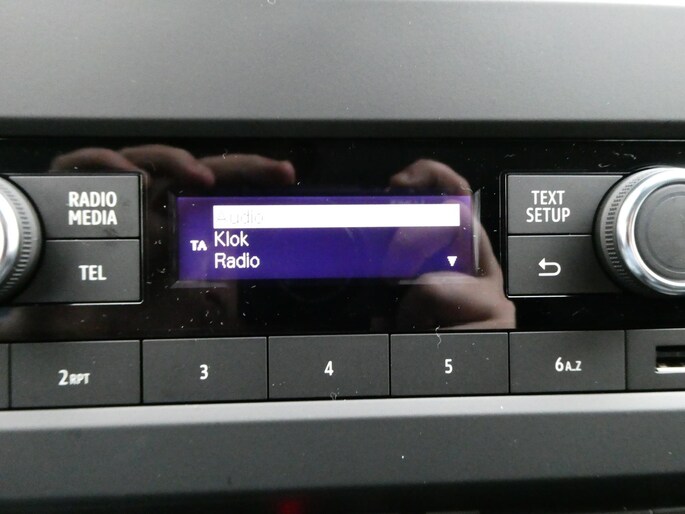 RADIO
MEDIA
TEL
Audio
TA Klok
Radio
TEXT
SETUP
2RPT
3
4
5
6A.Z